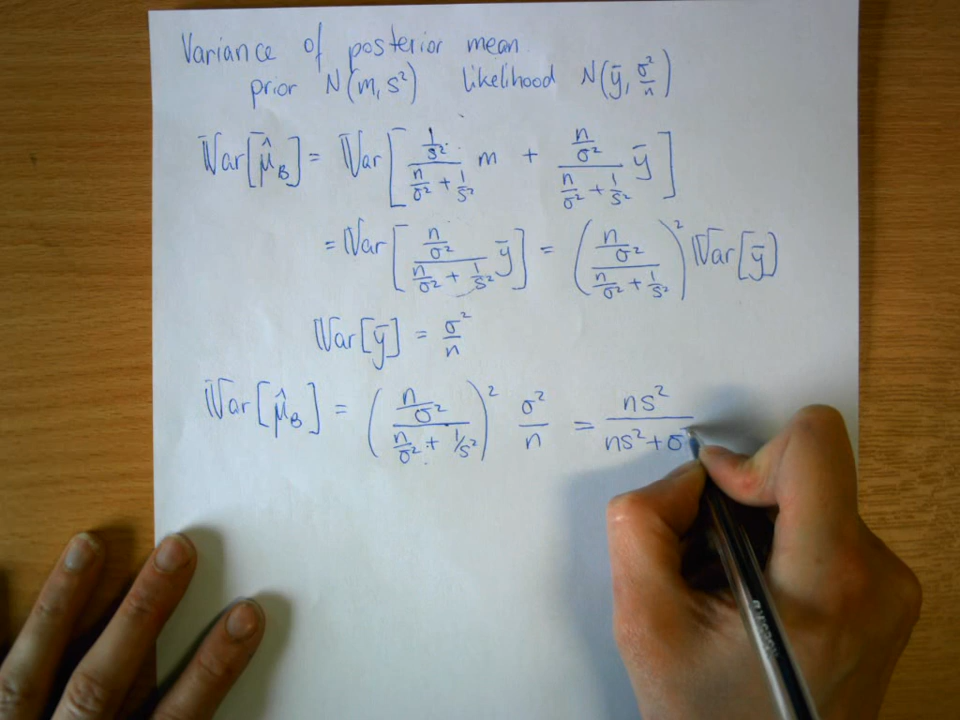 Variance of posterior mean
prior N(m, s²) likelihood N(ȳ, σ²/n)
𝕍ar[μ̂_B] = 𝕍ar[(1/s²)/(n/σ² + 1/s²) m + (n/σ²)/(n/σ² + 1/s²) ȳ]
= 𝕍ar[(n/σ²)/(n/σ² + 1/s²) ȳ] = ((n/σ²)/(n/σ² + 1/s²))² 𝕍ar[ȳ]
𝕍ar[ȳ] = σ²/n
𝕍ar[μ̂_B] = ((n/σ²)/(n/σ² + 1/s²))² σ²/n = ns²/(ns² + σ